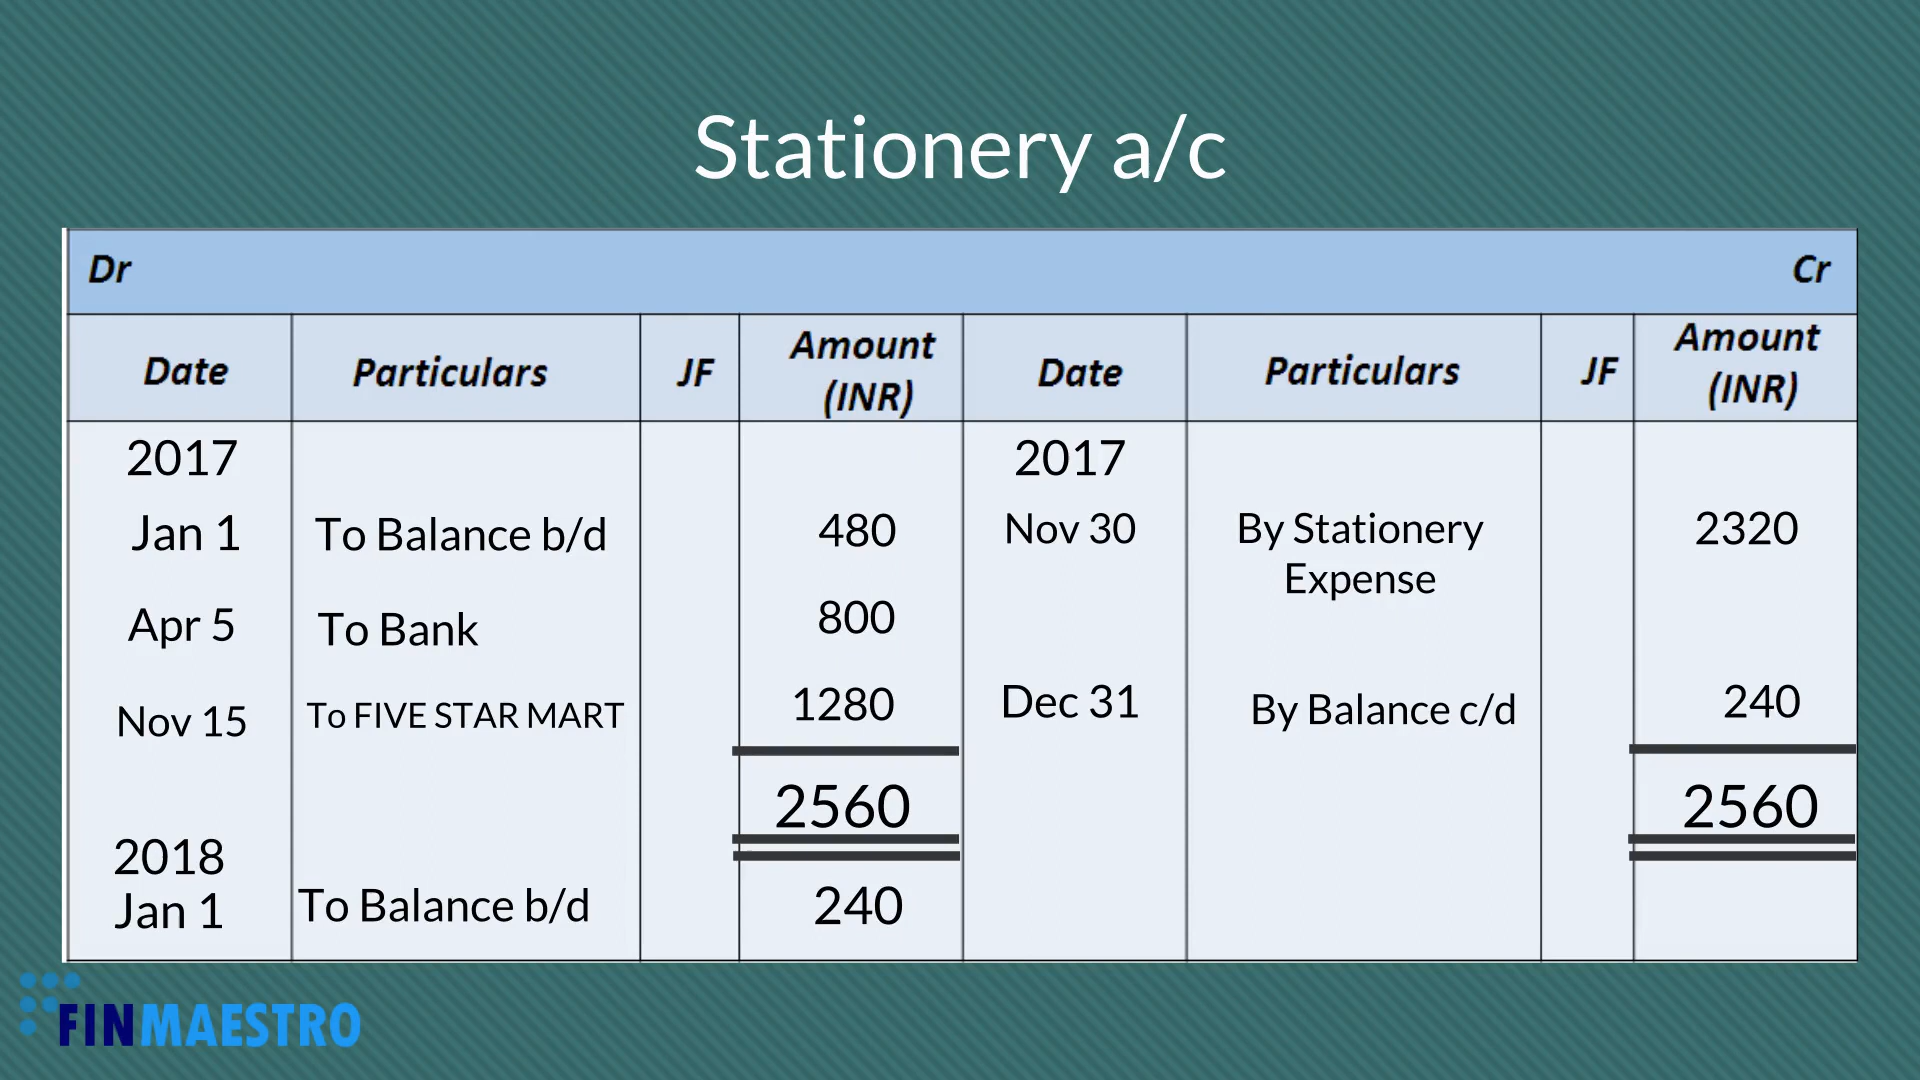 Stationery a/c
Dr Cr
Date Particulars JF Amount (INR) Date Particulars JF Amount (INR)
2017 2017
Jan 1 To Balance b/d 480 Nov 30 By Stationery Expense 2320
Apr 5 To Bank 800
Nov 15 To FIVE STAR MART 1280 Dec 31 By Balance c/d 240
2560 2560
2018
Jan 1 To Balance b/d 240
FINMAESTRO